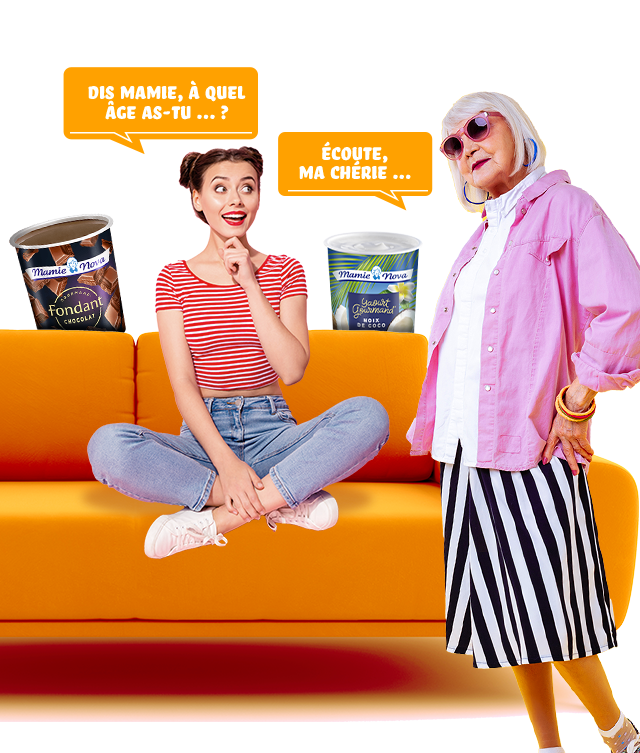 DIS MAMIE, À QUEL
ÂGE AS-TU ... ?
ÉCOUTE,
MA CHÉRIE ...
Mamie Nova
GOURMAND
Fondant
CHOCOLAT
Mamie Nova
Yaourt
Gourmand
NOIX
DE COCO